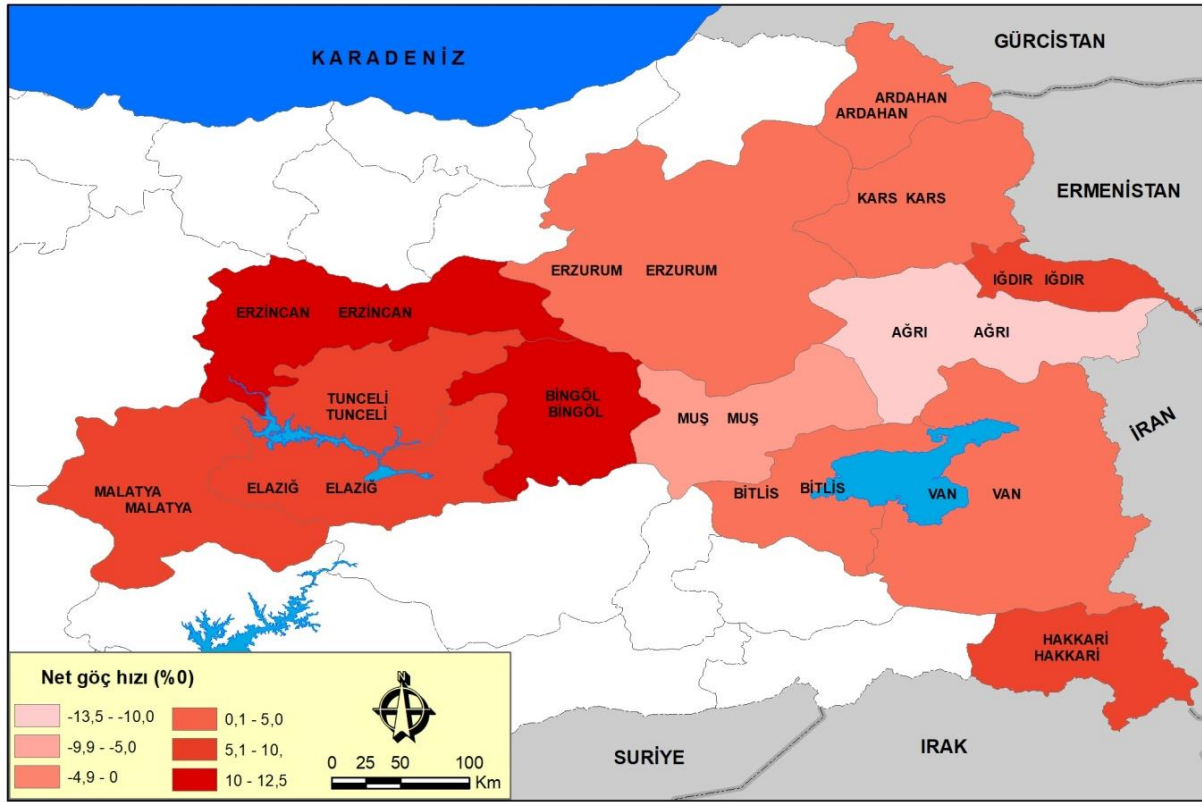 KARADENİZ
GÜRCİSTAN
ARDAHAN
ARDAHAN
ERMENİSTAN
KARS KARS
ERZURUM ERZURUM
IĞDIR IĞDIR
ERZİNCAN ERZİNCAN
AĞRI AĞRI
TUNCELİ
TUNCELİ
BİNGÖL
BİNGÖL
MUŞ MUŞ
İRAN
MALATYA
MALATYA
ELAZIĞ ELAZIĞ
BİTLİS BİTLİS
VAN VAN
HAKKARİ
HAKKARİ
Net göç hızı (%0)
-13,5 - -10,0
-9,9 - -5,0
-4,9 - 0
0,1 - 5,0
5,1 - 10,
10 - 12,5
N
0 25 50 100
Km
SURİYE
IRAK